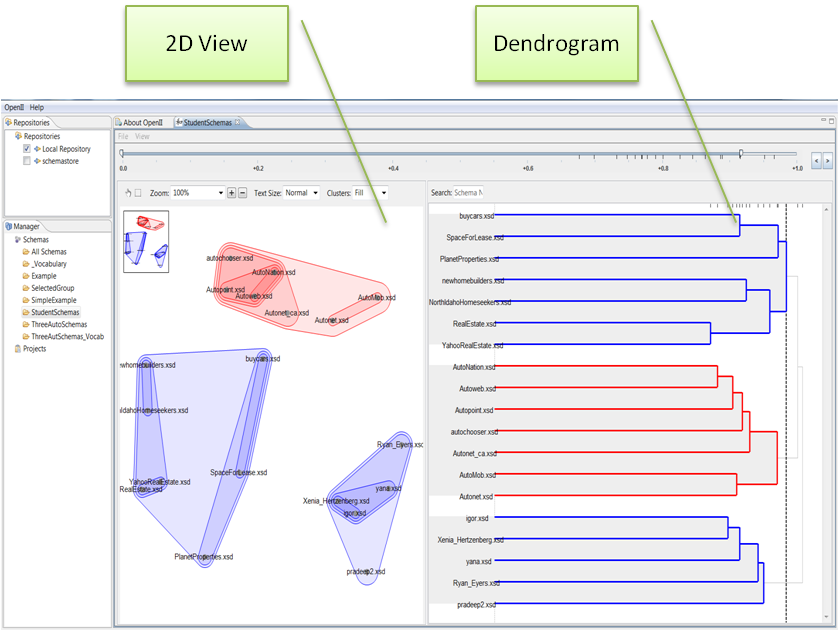 2D View
Dendrogram
OpenII Help
Repositories
About OpenII
StudentSchemas
Repositories
Local Repository
schemastore
File View
0.0
+0.2
+0.4
+0.6
+0.8
+1.0
Zoom: 100%
Text Size: Normal
Clusters: Fill
Search: Schema N
Manager
Schemas
All Schemas
_Vocabulary
Example
SelectedGroup
SimpleExample
StudentSchemas
ThreeAutoSchemas
ThreeAutSchemas_Vocab
Projects
autochooser.xsd
AutoNation.xsd
Autopoint.xsd
Autoweb.xsd
AutoMob.xsd
Autonet_ca.xsd
Autonet.xsd
buycars.xsd
whomebuilders.xsd
ldahoHomeseekers.xsd
Ryan_Eyers.xsd
SpaceForLease.xsd
YahooRealEstate.xsd
RealEstate.xsd
yana.xsd
Xenia_Hertzenberg.xsd
igor.xsd
PlanetProperties.xsd
pradeep2.xsd
buycars.xsd
SpaceForLease.xsd
PlanetProperties.xsd
newhomebuilders.xsd
NorthIdahoHomeseekers.xsd
RealEstate.xsd
YahooRealEstate.xsd
AutoNation.xsd
Autoweb.xsd
Autopoint.xsd
autochooser.xsd
Autonet_ca.xsd
AutoMob.xsd
Autonet.xsd
igor.xsd
Xenia_Hertzenberg.xsd
yana.xsd
Ryan_Eyers.xsd
pradeep2.xsd